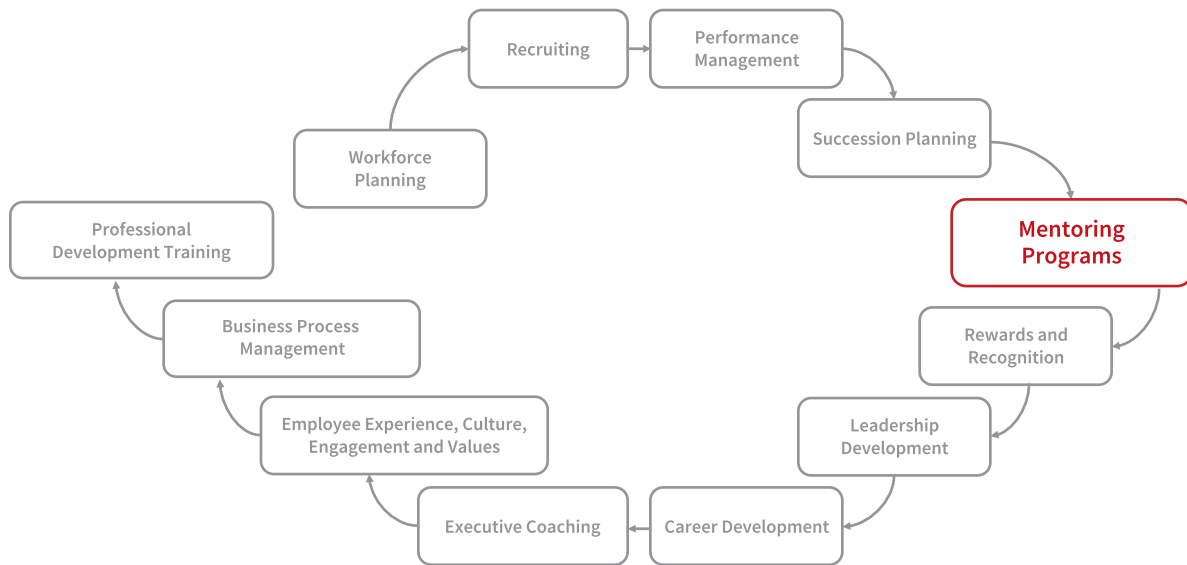 Recruiting
Performance
Management
Succession Planning
Workforce
Planning
Mentoring
Programs
Professional
Development Training
Business Process
Management
Rewards and
Recognition
Employee Experience, Culture,
Engagement and Values
Leadership
Development
Executive Coaching
Career Development